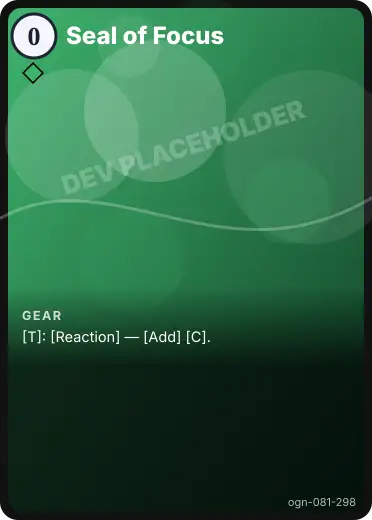 0
Seal of Focus
DEV PLACEHOLDER
GEAR
[T]: [Reaction] — [Add] [C].
ogn-081-298